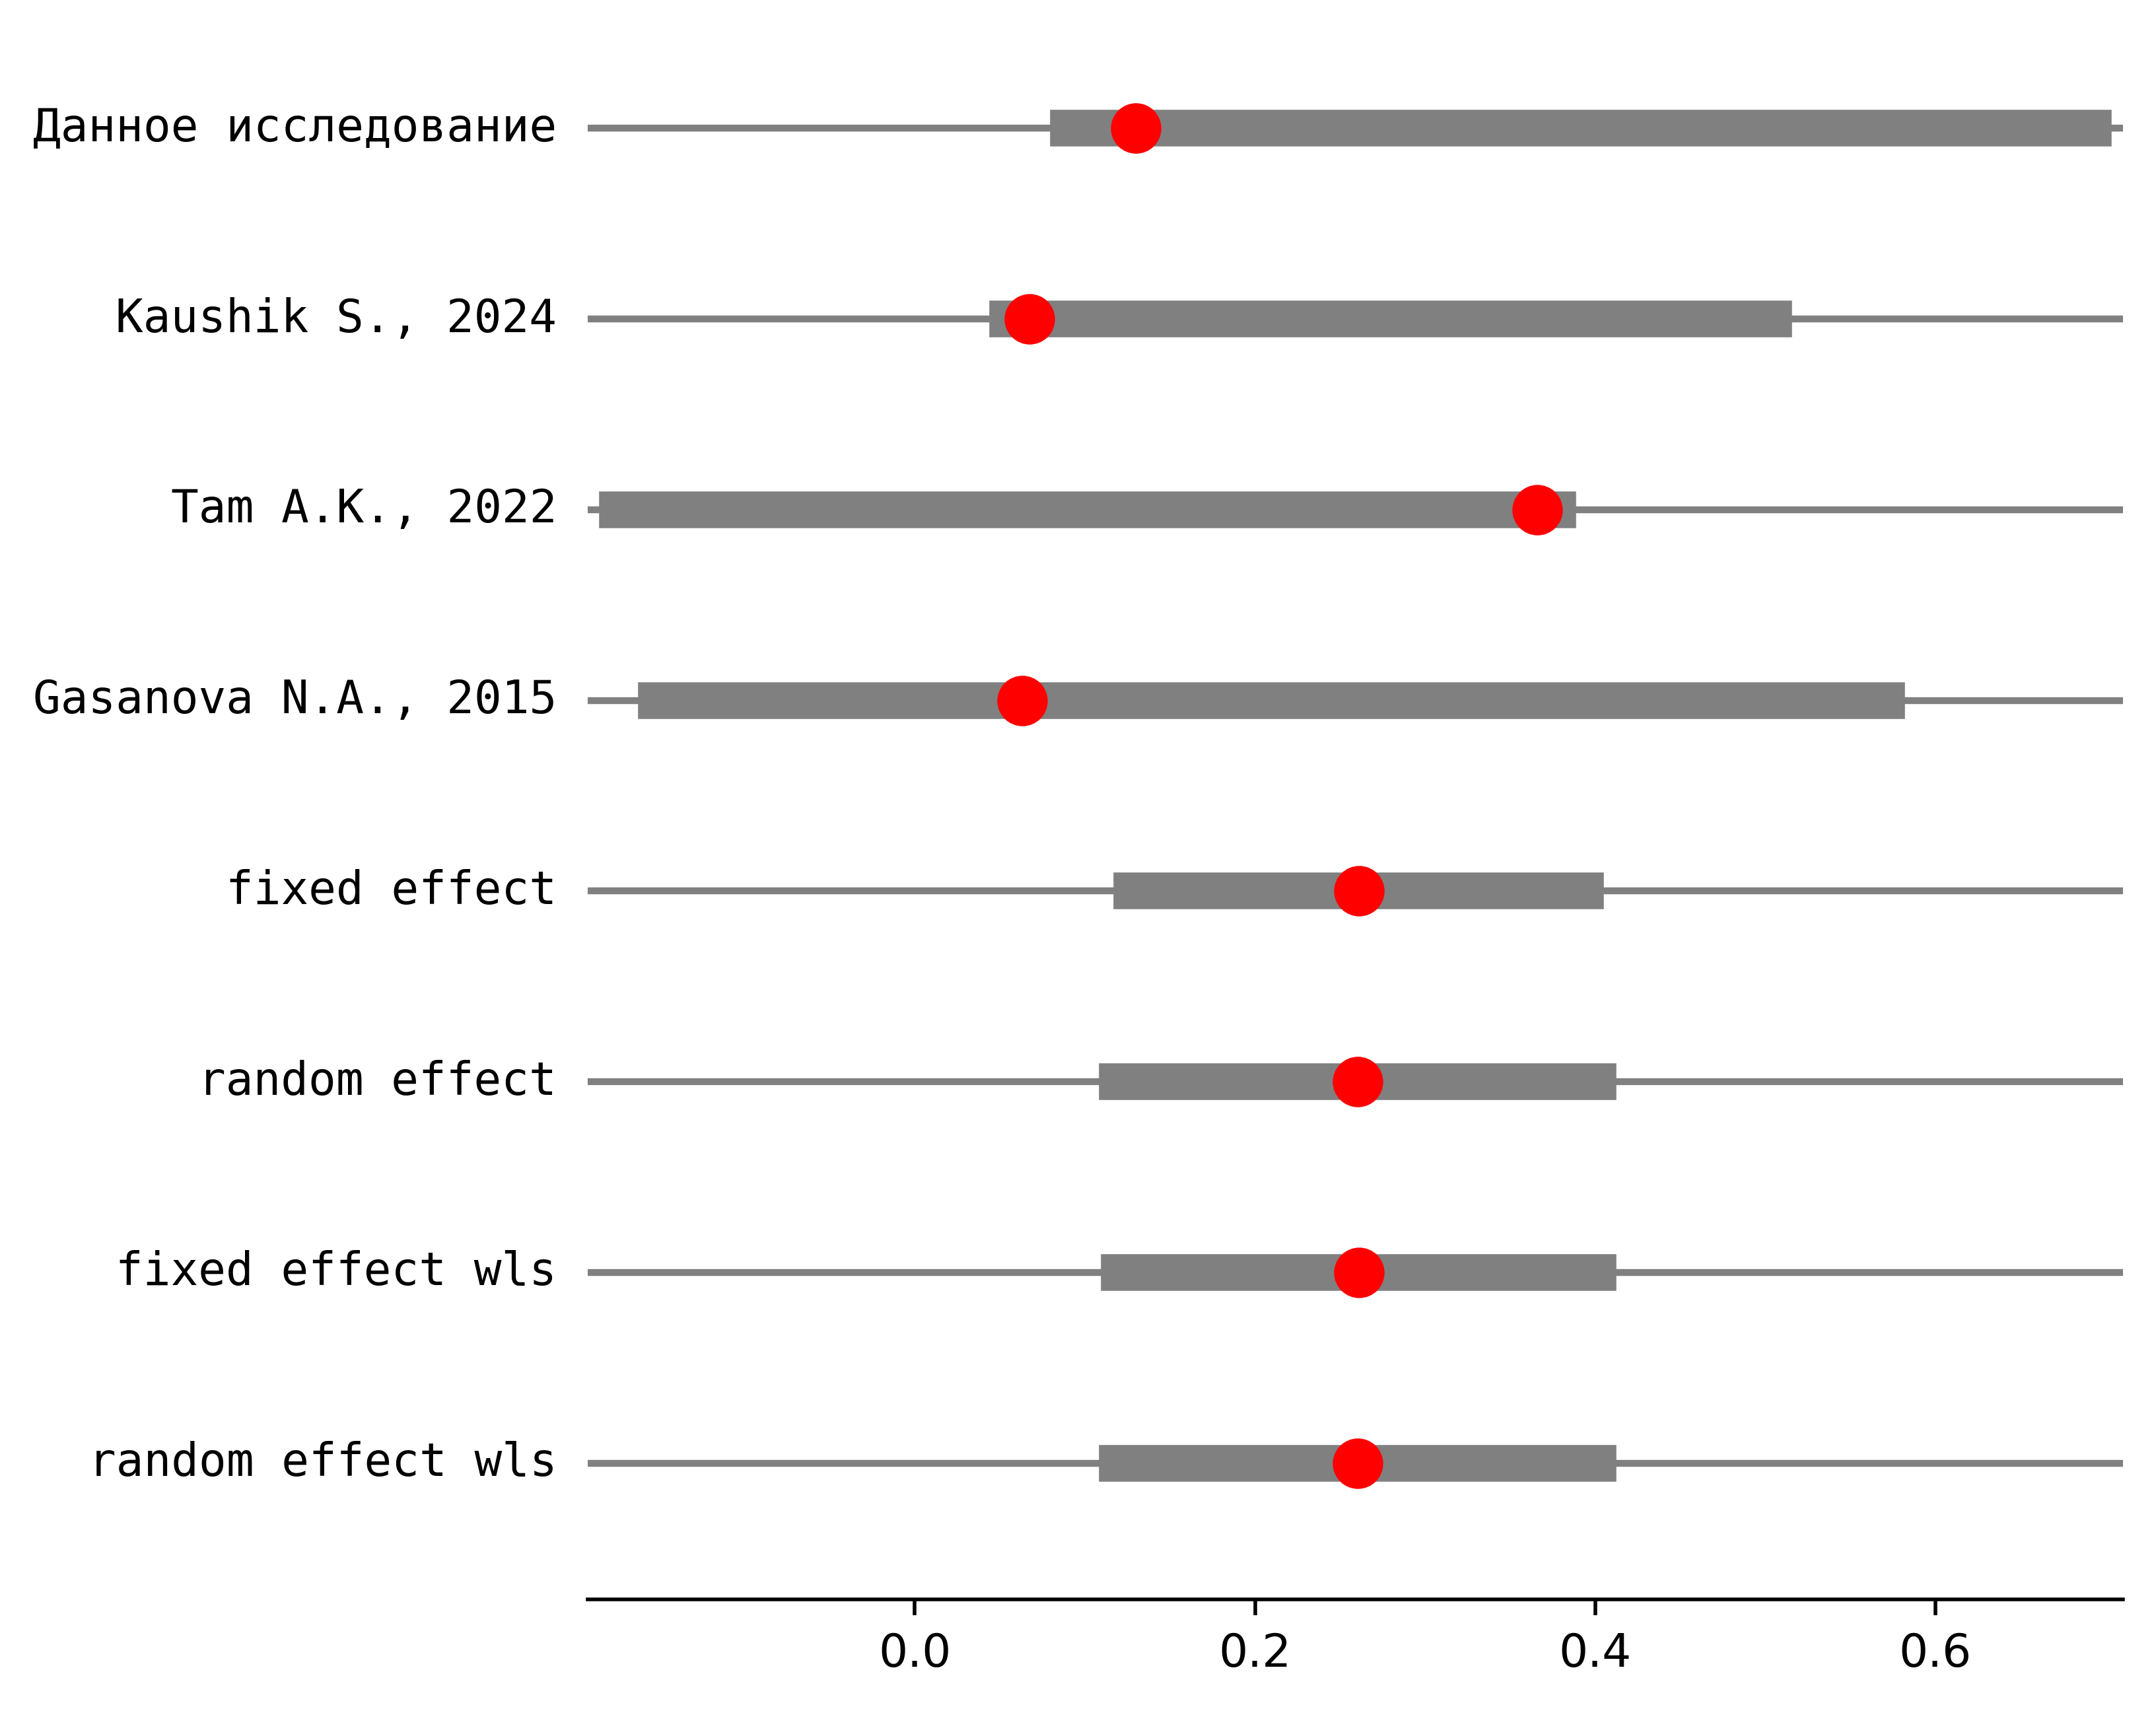 Данное исследование
Kaushik S., 2024
Tam A.K., 2022
Gasanova N.A., 2015
fixed effect
random effect
fixed effect wls
random effect wls
0.0 0.2 0.4 0.6